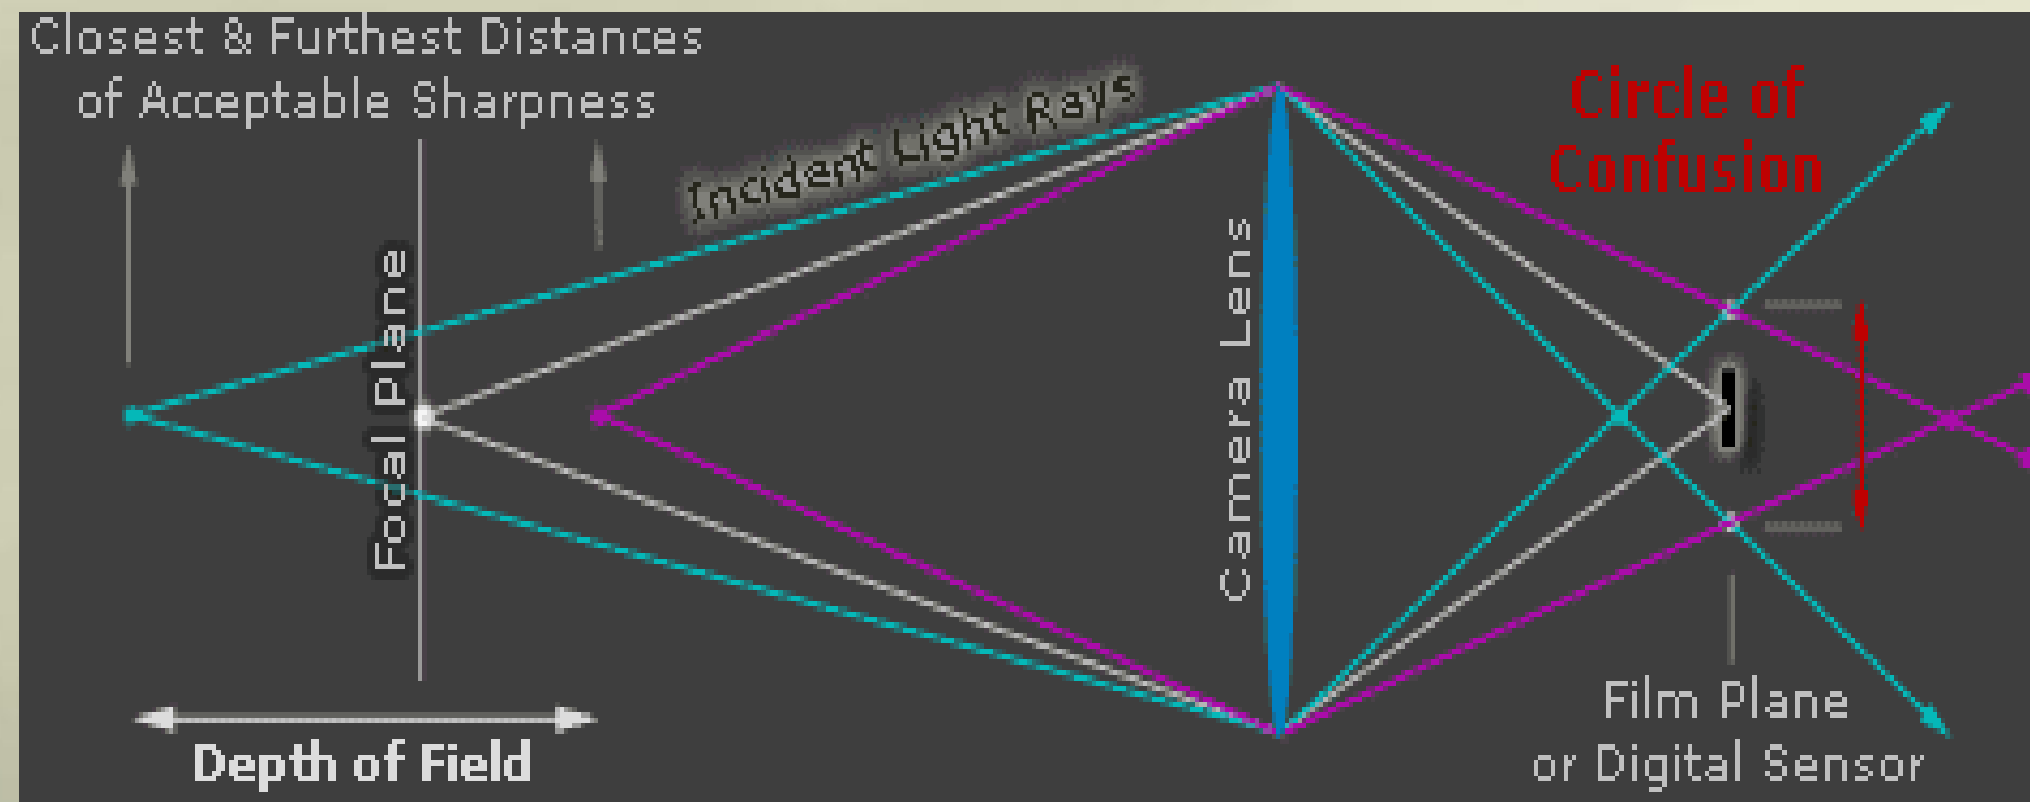 Closest & Furthest Distances
of Acceptable Sharpness
Incident Light Rays
Circle of
Confusion
Focal Plane
Camera Lens
Depth of Field
Film Plane
or Digital Sensor